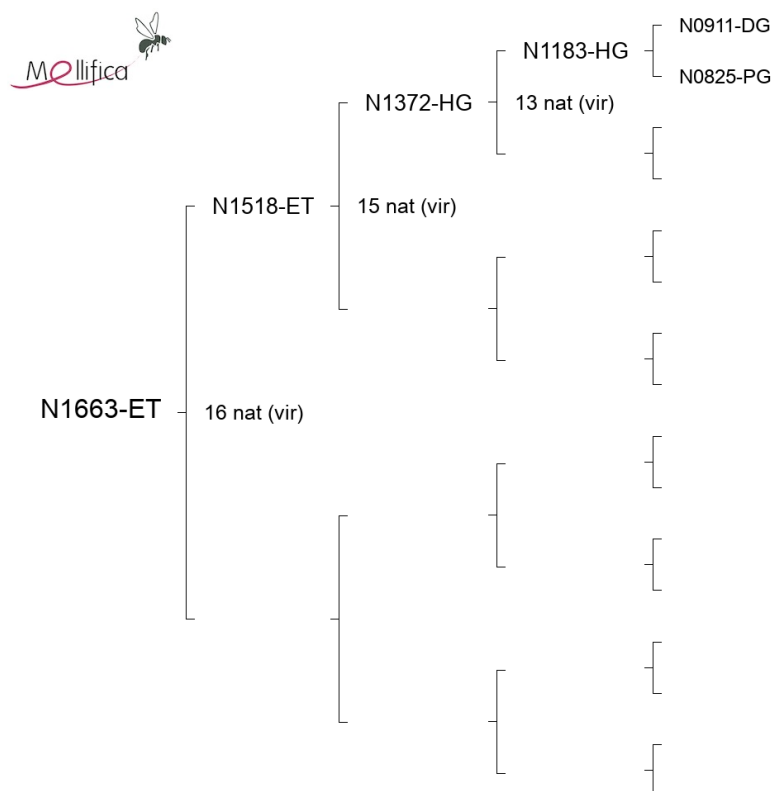 Mellifica
N0911-DG
N1183-HG
N0825-PG
N1372-HG
13 nat (vir)
N1518-ET
15 nat (vir)
N1663-ET
16 nat (vir)